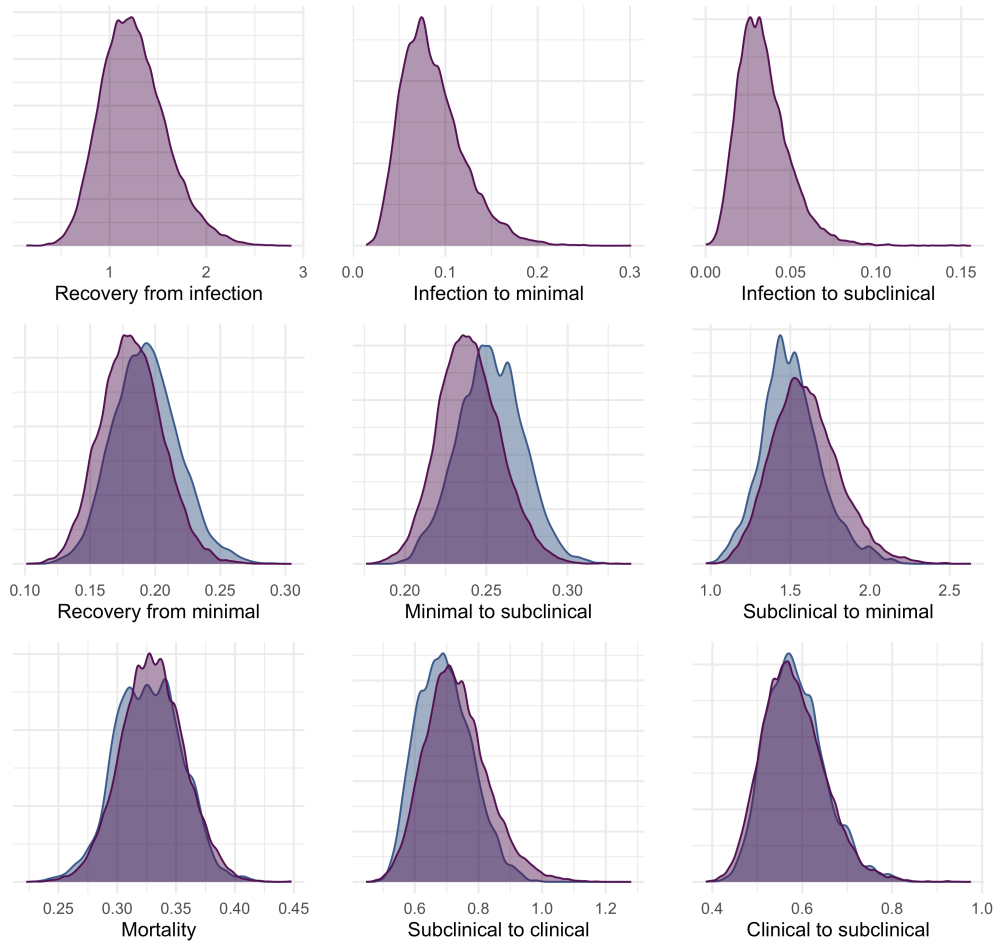 1 2 3
Recovery from infection
0.0 0.1 0.2 0.3
Infection to minimal
0.00 0.05 0.10 0.15
Infection to subclinical
0.10 0.15 0.20 0.25 0.30
Recovery from minimal
0.20 0.25 0.30
Minimal to subclinical
1.0 1.5 2.0 2.5
Subclinical to minimal
0.25 0.30 0.35 0.40 0.45
Mortality
0.6 0.8 1.0 1.2
Subclinical to clinical
0.4 0.6 0.8 1.0
Clinical to subclinical